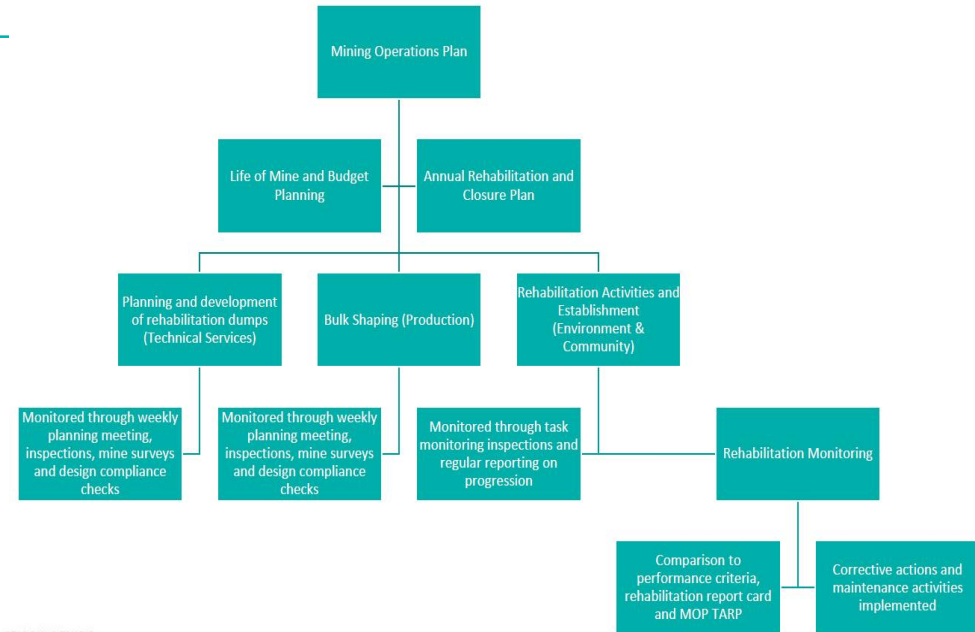 Mining Operations Plan
Life of Mine and Budget
Planning
Annual Rehabilitation and
Closure Plan
Planning and development
of rehabilitation dumps
(Technical Services)
Bulk Shaping (Production)
Rehabilitation Activities and
Establishment
(Environment &
Community)
Monitored through weekly
planning meeting,
inspections, mine surveys
and design compliance
checks
Monitored through weekly
planning meeting,
inspections, mine surveys
and design compliance
checks
Monitored through task
monitoring inspections and
regular reporting on
progression
Rehabilitation Monitoring
Comparison to
performance criteria,
rehabilitation report card
and MOP TARP
Corrective actions and
maintenance activities
implemented